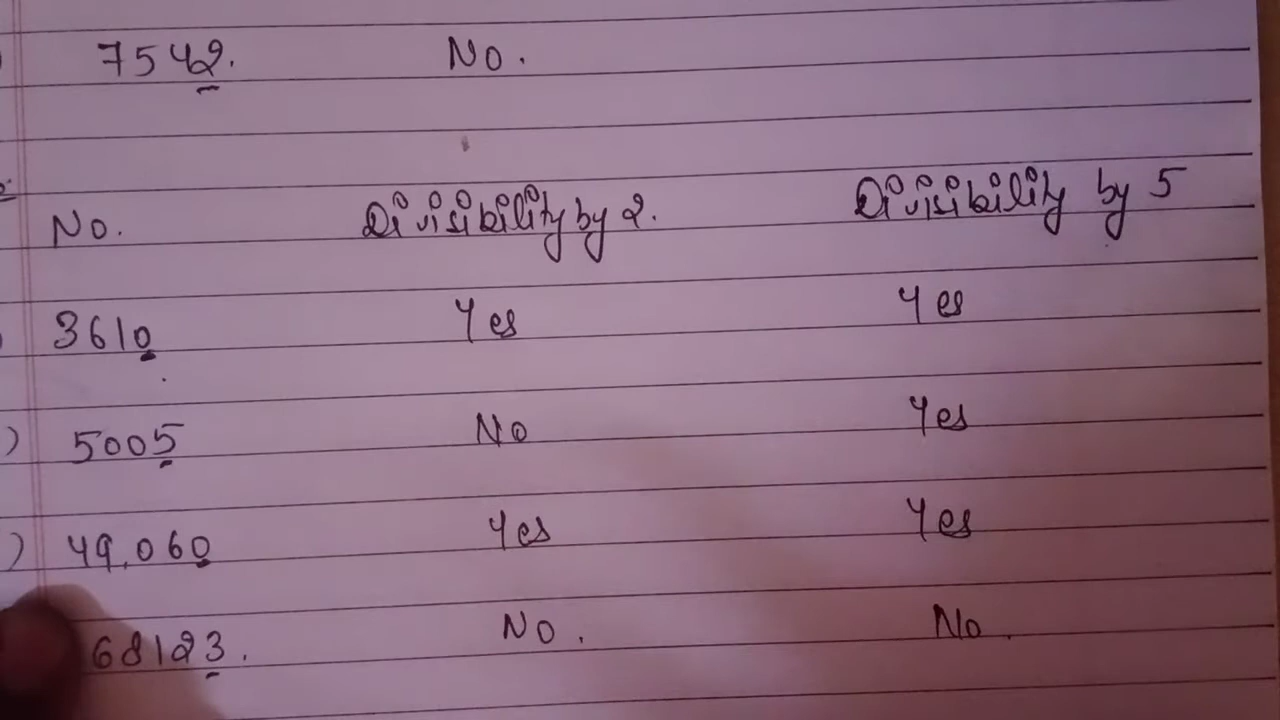 7542. No.
No. Divisibility by 2. Divisibility by 5
3610 Yes Yes
) 5005 No Yes
) 49,060 Yes Yes
68123. No. No.